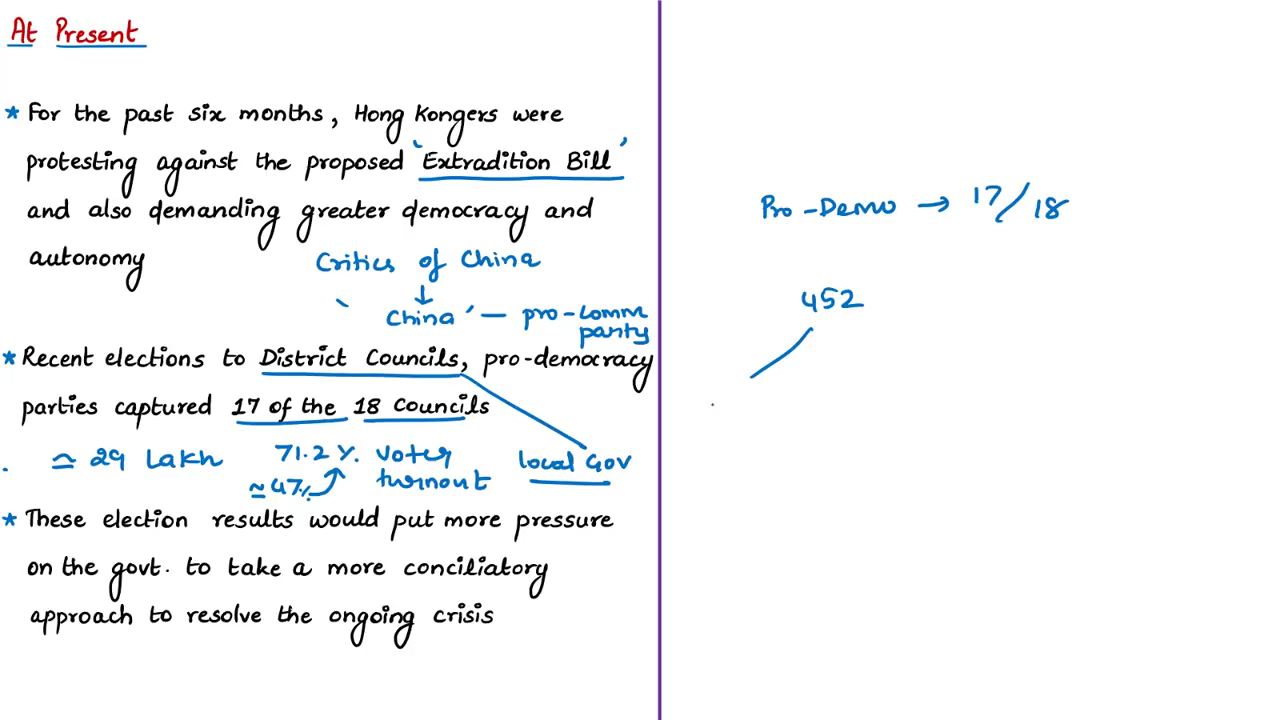 At Present
* For the past six months, Hong Kongers were
protesting against the proposed 'Extradition Bill'
and also demanding greater democracy and
autonomy
Critics of China
↓
' China ' — pro-comm
party
* Recent elections to District Councils, pro-democracy
parties captured 17 of the 18 Councils
≃ 29 Lakh 71.2 %. voter
turnout
≃47%
local Gov
* These election results would put more pressure
on the govt. to take a more conciliatory
approach to resolve the ongoing crisis
Pro-Demo → 17/18
452